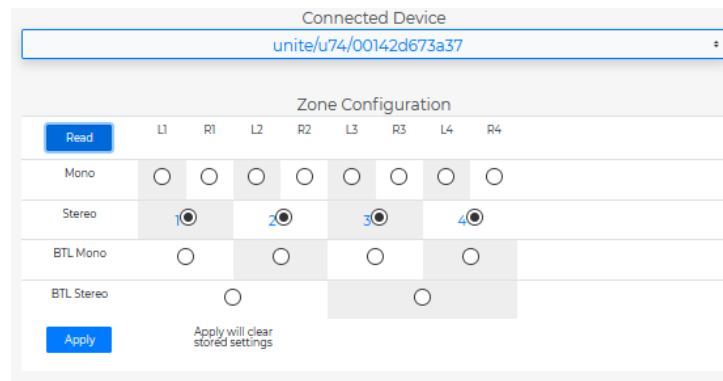 Connected Device
unite/u74/00142d673a37
Zone Configuration
Read L1 R1 L2 R2 L3 R3 L4 R4
Mono
Stereo 1 2 3 4
BTL Mono
BTL Stereo
Apply Apply will clear
stored settings